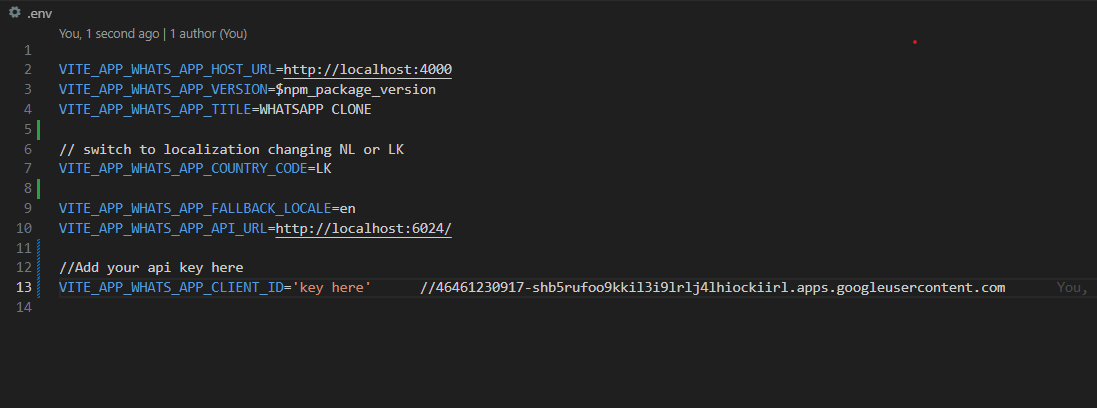 .env
You, 1 second ago | 1 author (You)
1
2 VITE_APP_WHATS_APP_HOST_URL=http://localhost:4000
3 VITE_APP_WHATS_APP_VERSION=$npm_package_version
4 VITE_APP_WHATS_APP_TITLE=WHATSAPP CLONE
5
6 // switch to localization changing NL or LK
7 VITE_APP_WHATS_APP_COUNTRY_CODE=LK
8
9 VITE_APP_WHATS_APP_FALLBACK_LOCALE=en
10 VITE_APP_WHATS_APP_API_URL=http://localhost:6024/
11
12 //Add your api key here
13 VITE_APP_WHATS_APP_CLIENT_ID='key here' //46461230917-shb5rufoo9kkil3i9lrlj4lhiockiirl.apps.googleusercontent.com You,
14